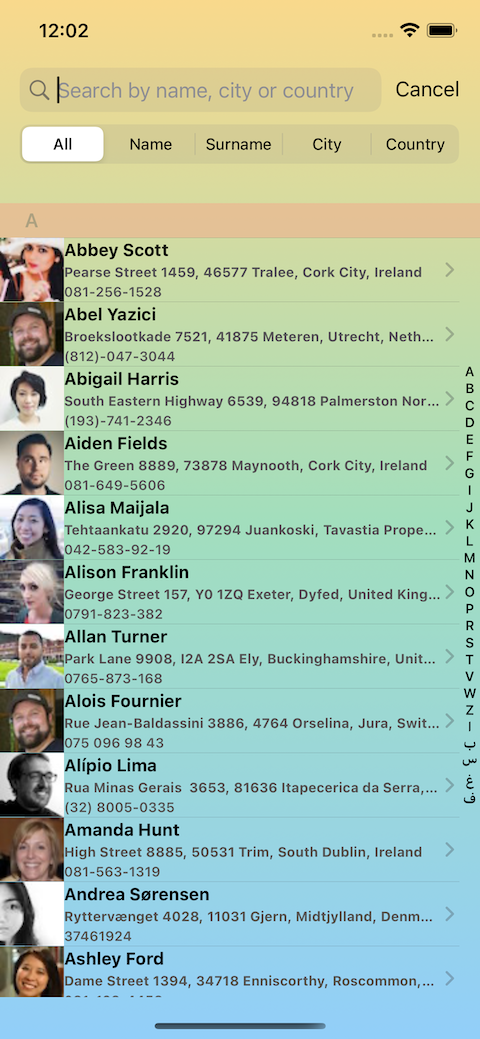 12:02
Search by name, city or country
Cancel
All
Name
Surname
City
Country
A
Abbey Scott
Pearse Street 1459, 46577 Tralee, Cork City, Ireland
081-256-1528
Abel Yazici
Broekslootkade 7521, 41875 Meteren, Utrecht, Neth...
(812)-047-3044
Abigail Harris
South Eastern Highway 6539, 94818 Palmerston Nor...
(193)-741-2346
Aiden Fields
The Green 8889, 73878 Maynooth, Cork City, Ireland
081-649-5606
Alisa Maijala
Tehtaankatu 2920, 97294 Juankoski, Tavastia Prope...
042-583-92-19
Alison Franklin
George Street 157, Y0 1ZQ Exeter, Dyfed, United King...
0791-823-382
Allan Turner
Park Lane 9908, I2A 2SA Ely, Buckinghamshire, Unit...
0765-873-168
Alois Fournier
Rue Jean-Baldassini 3886, 4764 Orselina, Jura, Swit...
075 096 98 43
Alípio Lima
Rua Minas Gerais  3653, 81636 Itapecerica da Serra,...
(32) 8005-0335
Amanda Hunt
High Street 8885, 50531 Trim, South Dublin, Ireland
081-563-1319
Andrea Sørensen
Ryttervænget 4028, 11031 Gjern, Midtjylland, Denm...
37461924
Ashley Ford
Dame Street 1394, 34718 Enniscorthy, Roscommon,...
A
B
C
D
E
F
G
I
J
K
L
M
N
O
P
R
S
T
V
W
Z
ا
ب
س
غ
ف